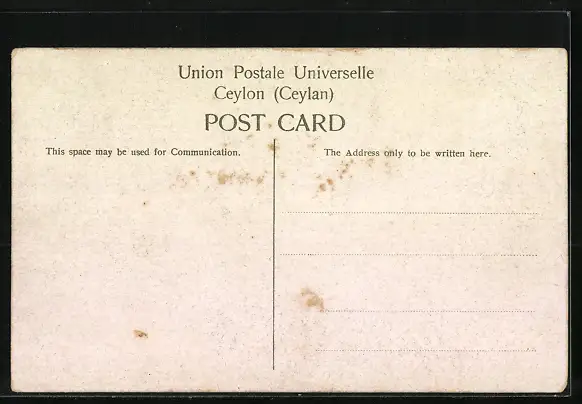 Union Postale Universelle
Ceylon (Ceylan)
POST CARD
This space may be used for Communication.
The Address only to be written here.